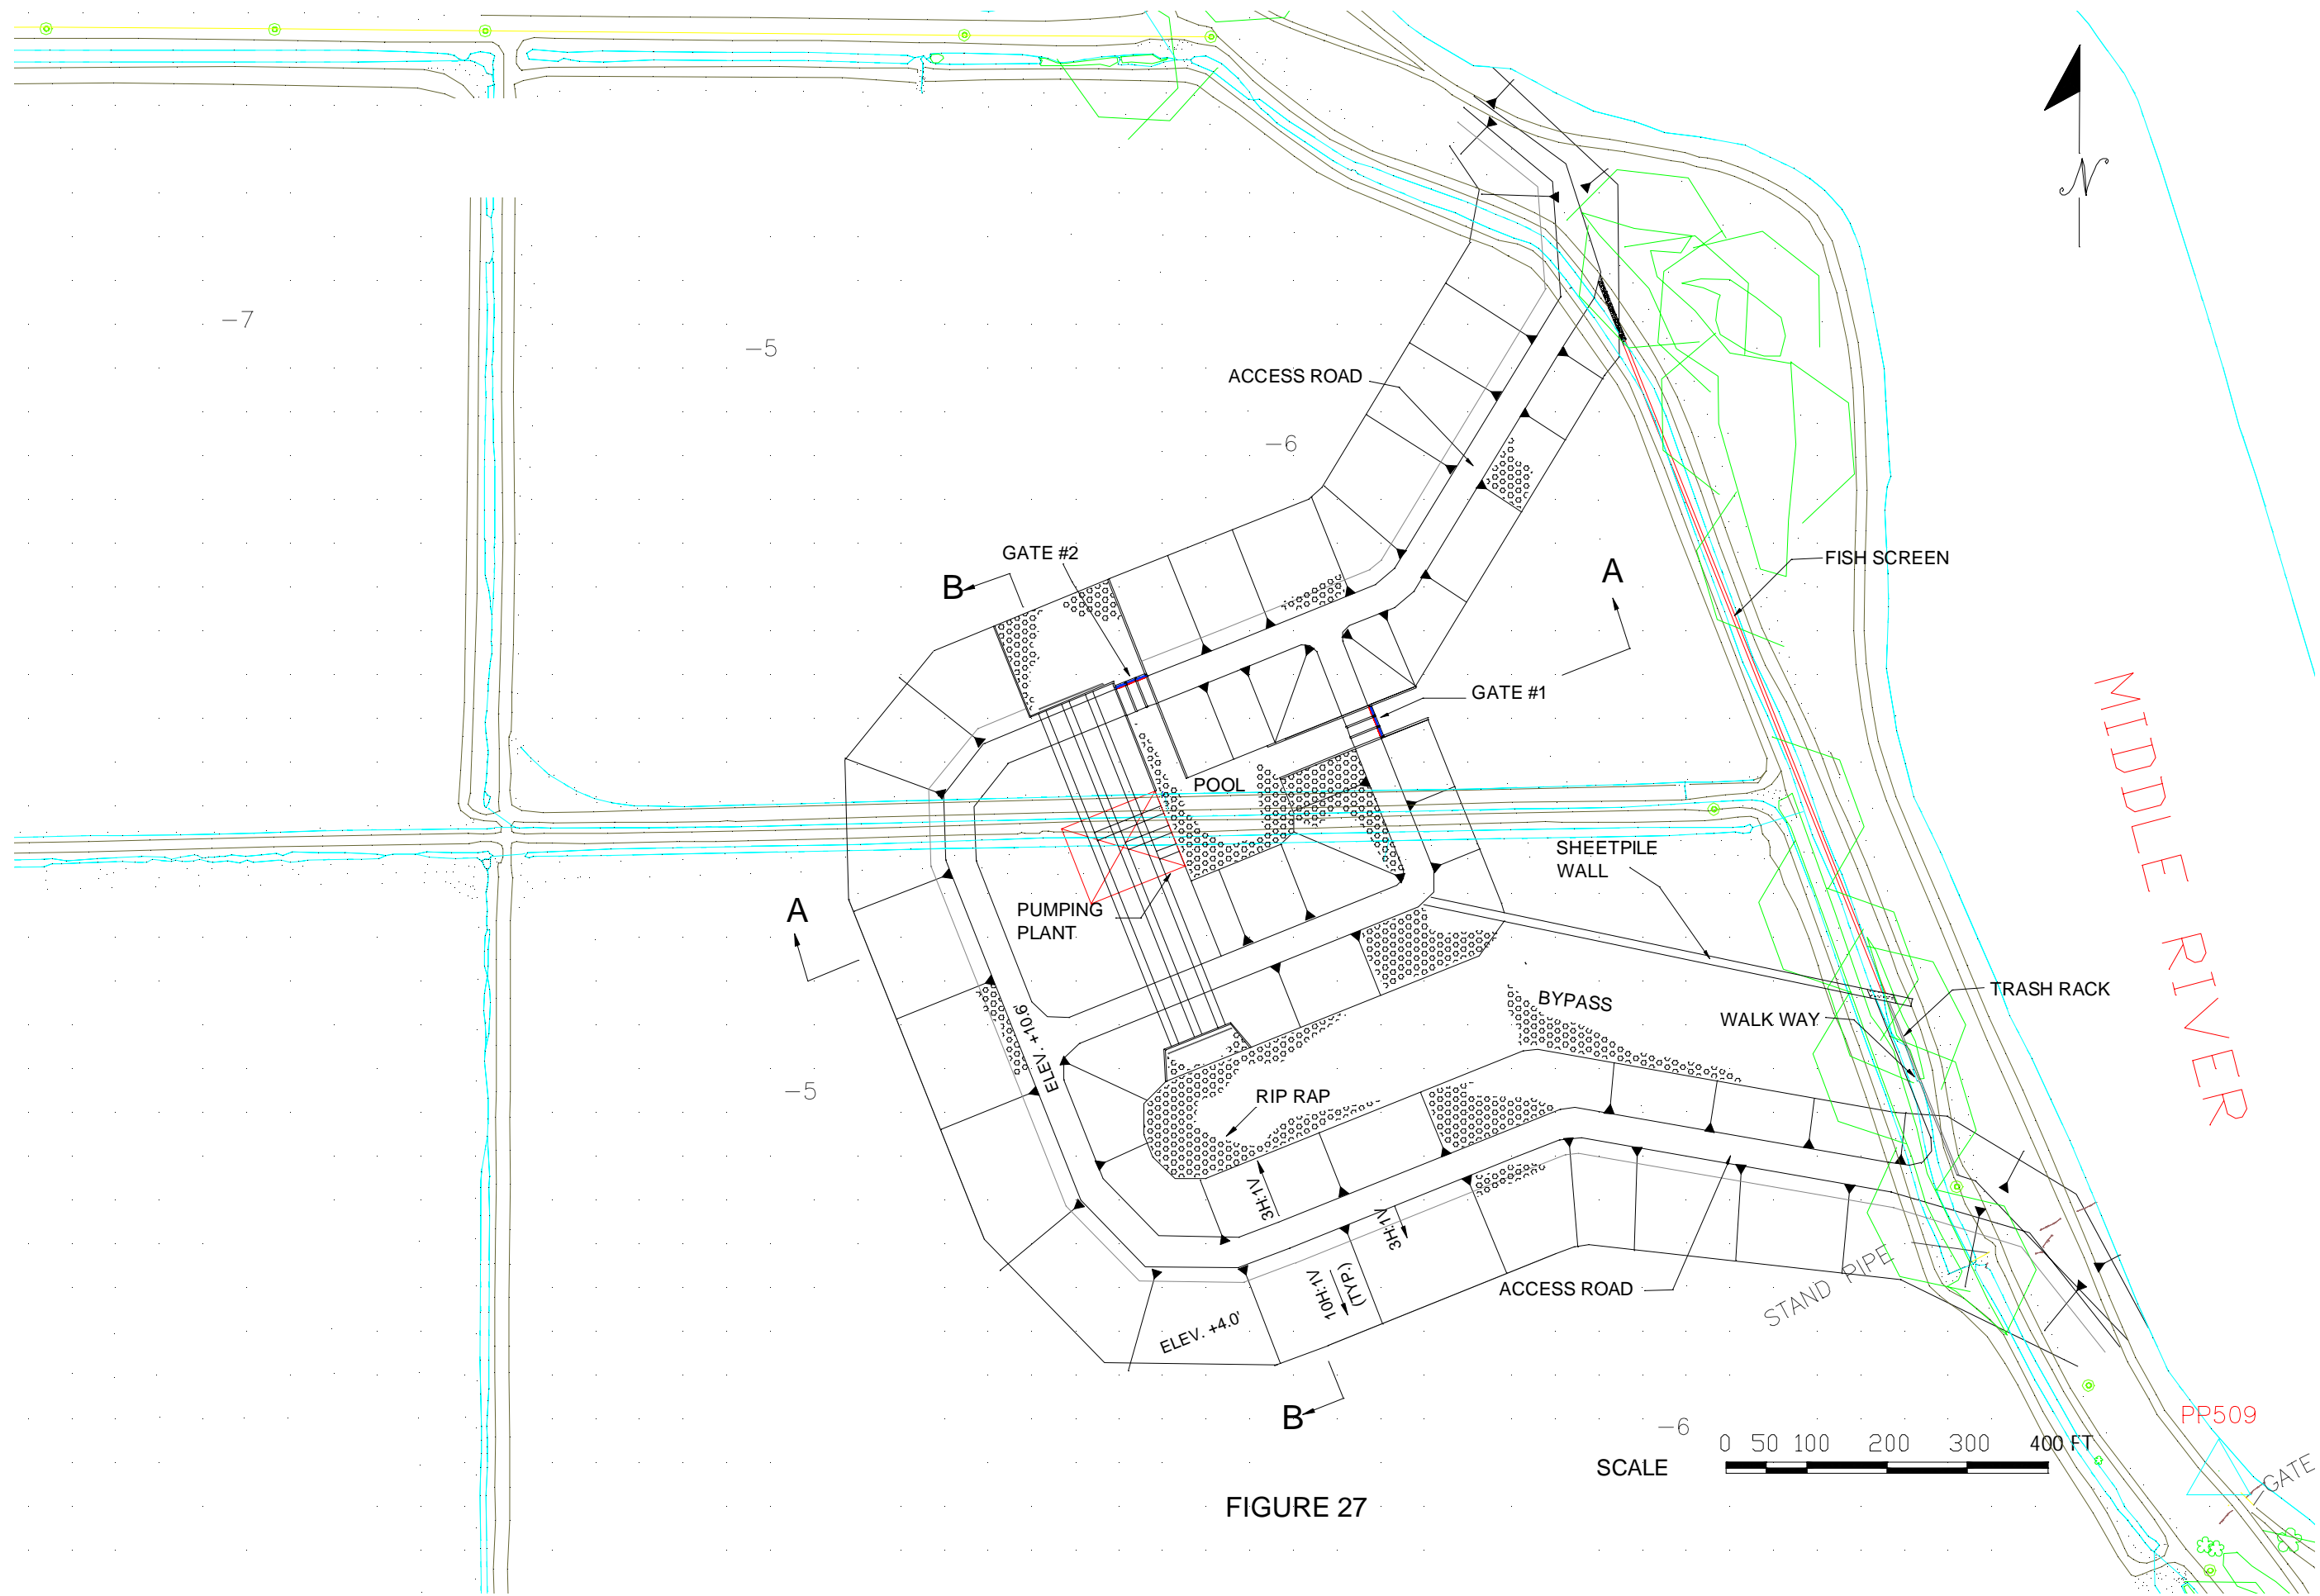 N
−7
−5
ACCESS ROAD
−6
GATE #2
B
FISH SCREEN
A
GATE #1
MIDDLE RIVER
POOL
SHEETPILE
WALL
A
PUMPING
PLANT
TRASH RACK
BYPASS
WALK WAY
ELEV. +10.6'
−5
RIP RAP
3H:1V
3H:1V
10H:1V
(TYP.)
STAND PIPE
ACCESS ROAD
ELEV. +4.0'
B
−6
PP509
0 50 100 200 300 400 FT
SCALE
GATE
FIGURE 27